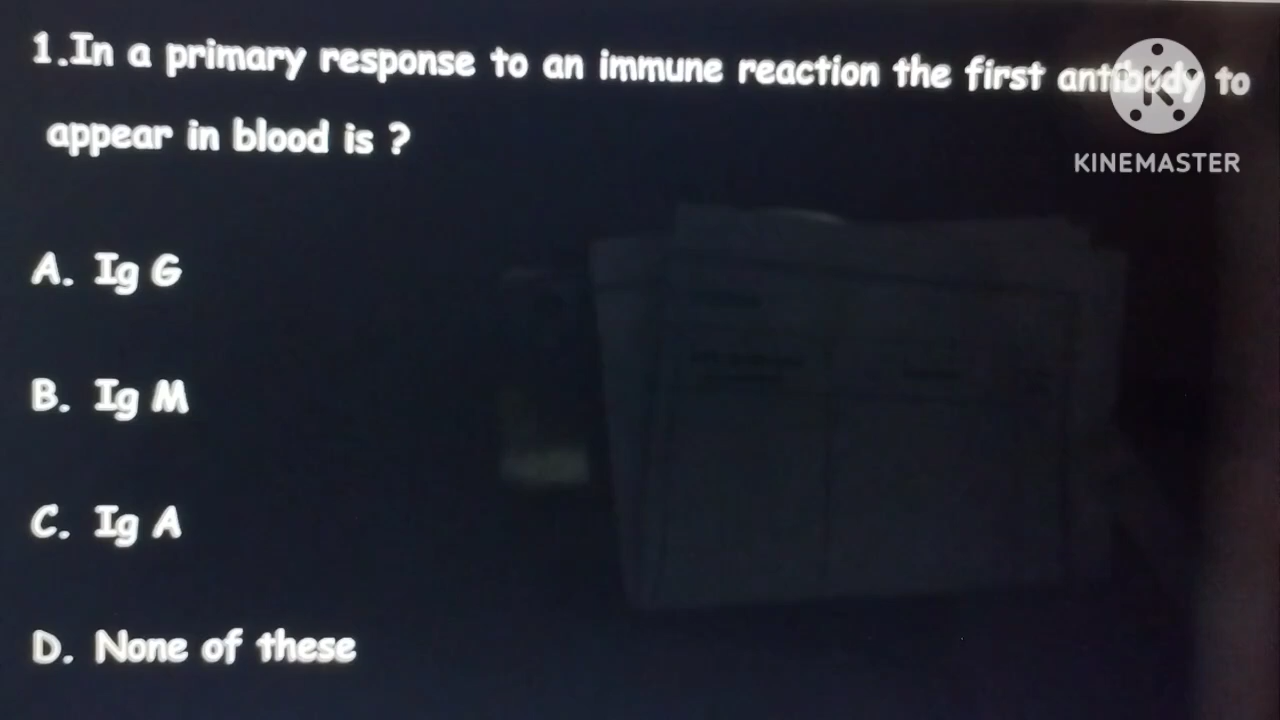 1.In a primary response to an immune reaction the first antibody to
appear in blood is ?
KINEMASTER
A. Ig G
B. Ig M
C. Ig A
D. None of these